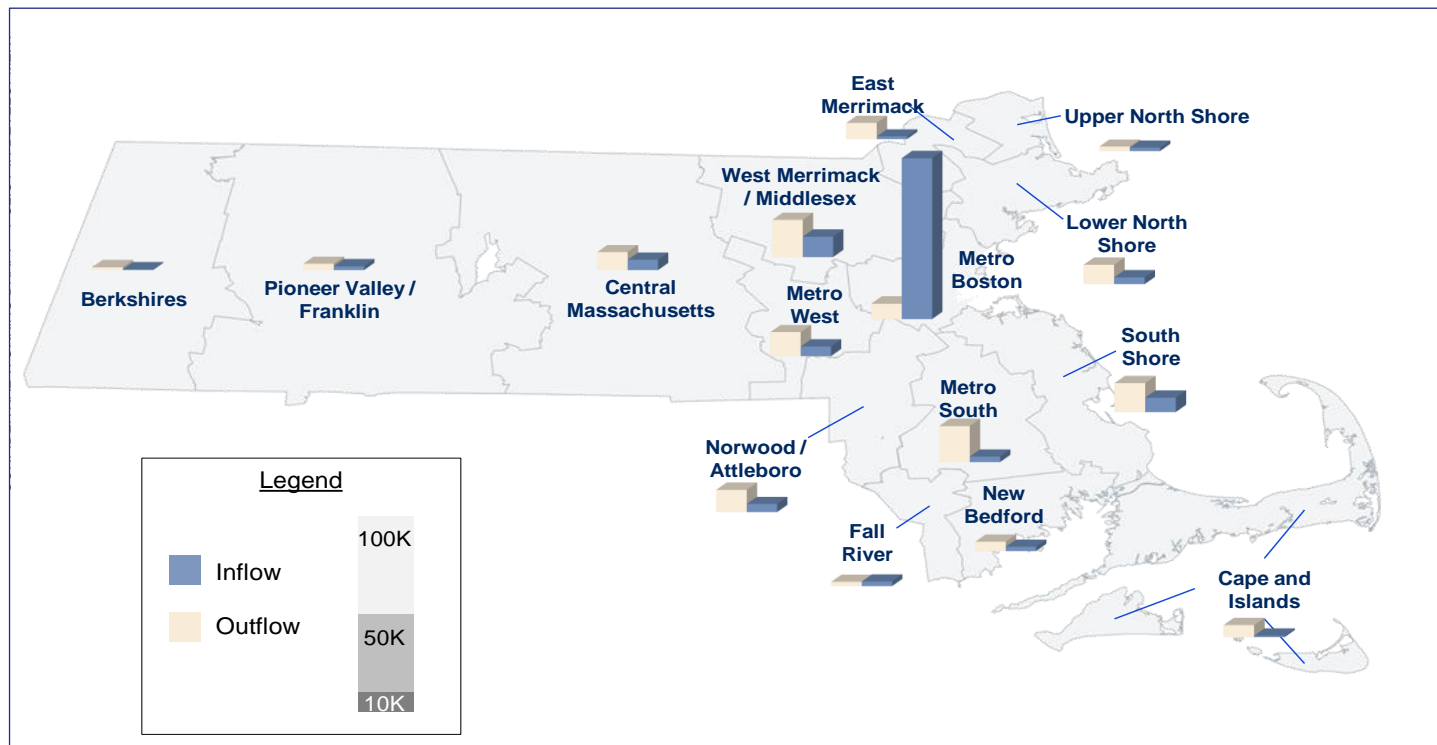 East
Merrimack
Upper North Shore
West Merrimack
/ Middlesex
Lower North
Shore
Metro
Boston
Berkshires
Pioneer Valley /
Franklin
Central
Massachusetts
Metro
West
South
Shore
Metro
South
Norwood /
Attleboro
New
Bedford
Fall
River
Cape and
Islands
Legend
100K
50K
10K
Inflow
Outflow